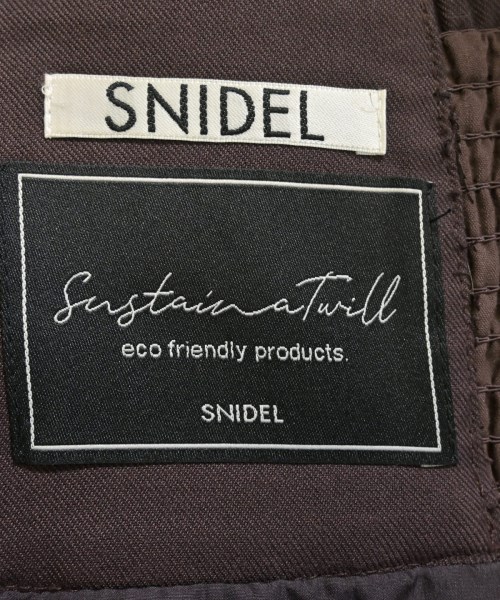 SNIDEL
SustainaTwill
eco friendly products.
SNIDEL